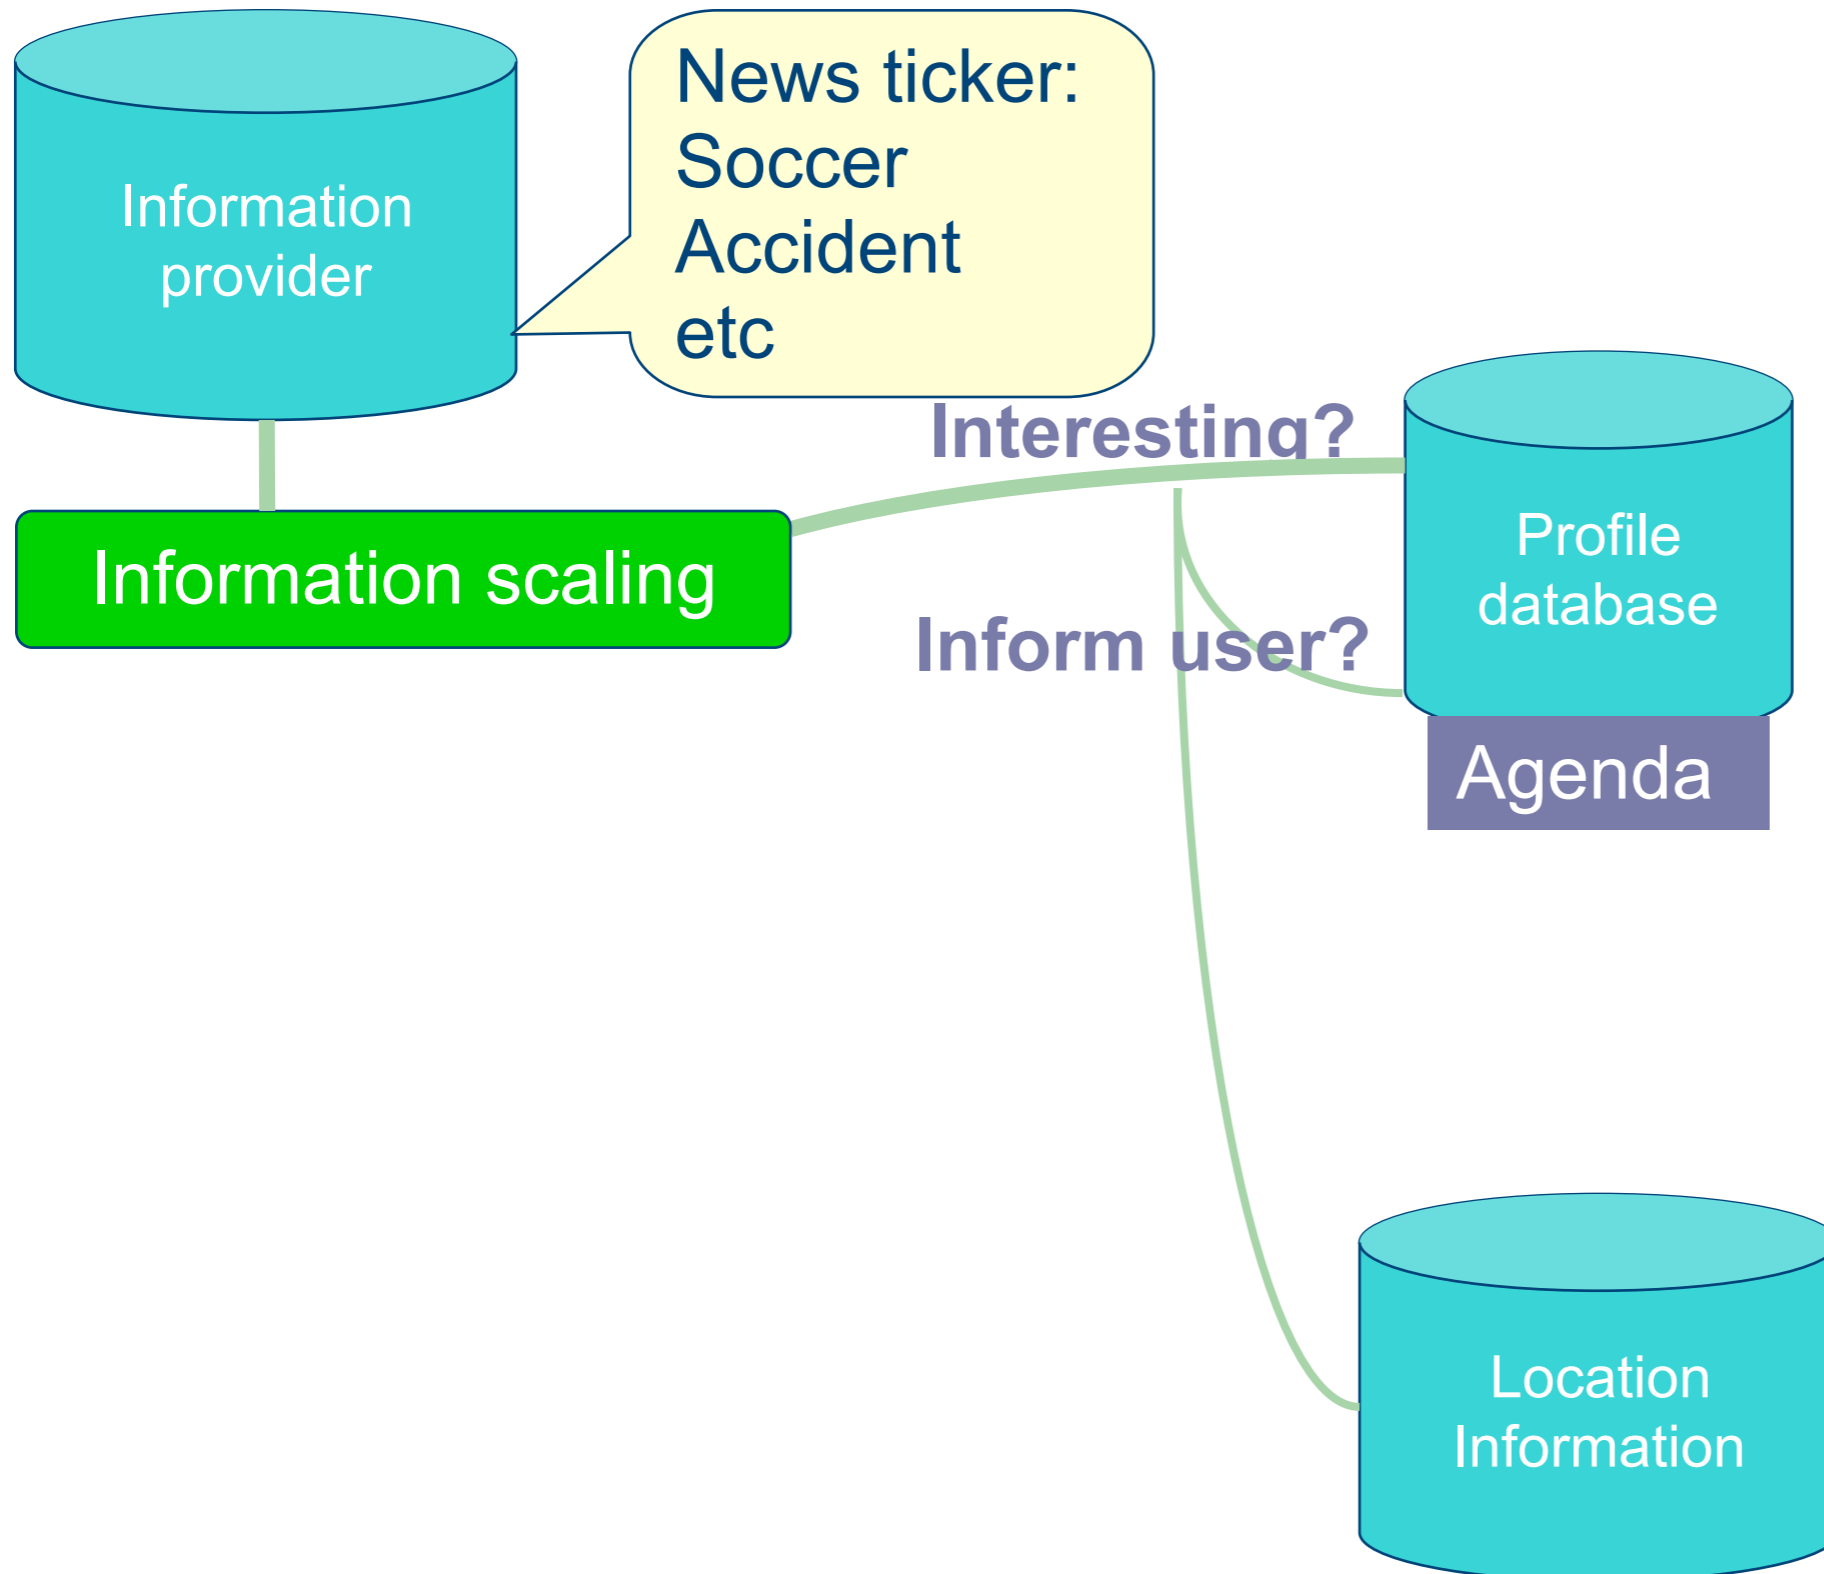 Information
provider
News ticker:
Soccer
Accident
etc
Interesting?
Information scaling
Profile
database
Inform user?
Agenda
Location
Information